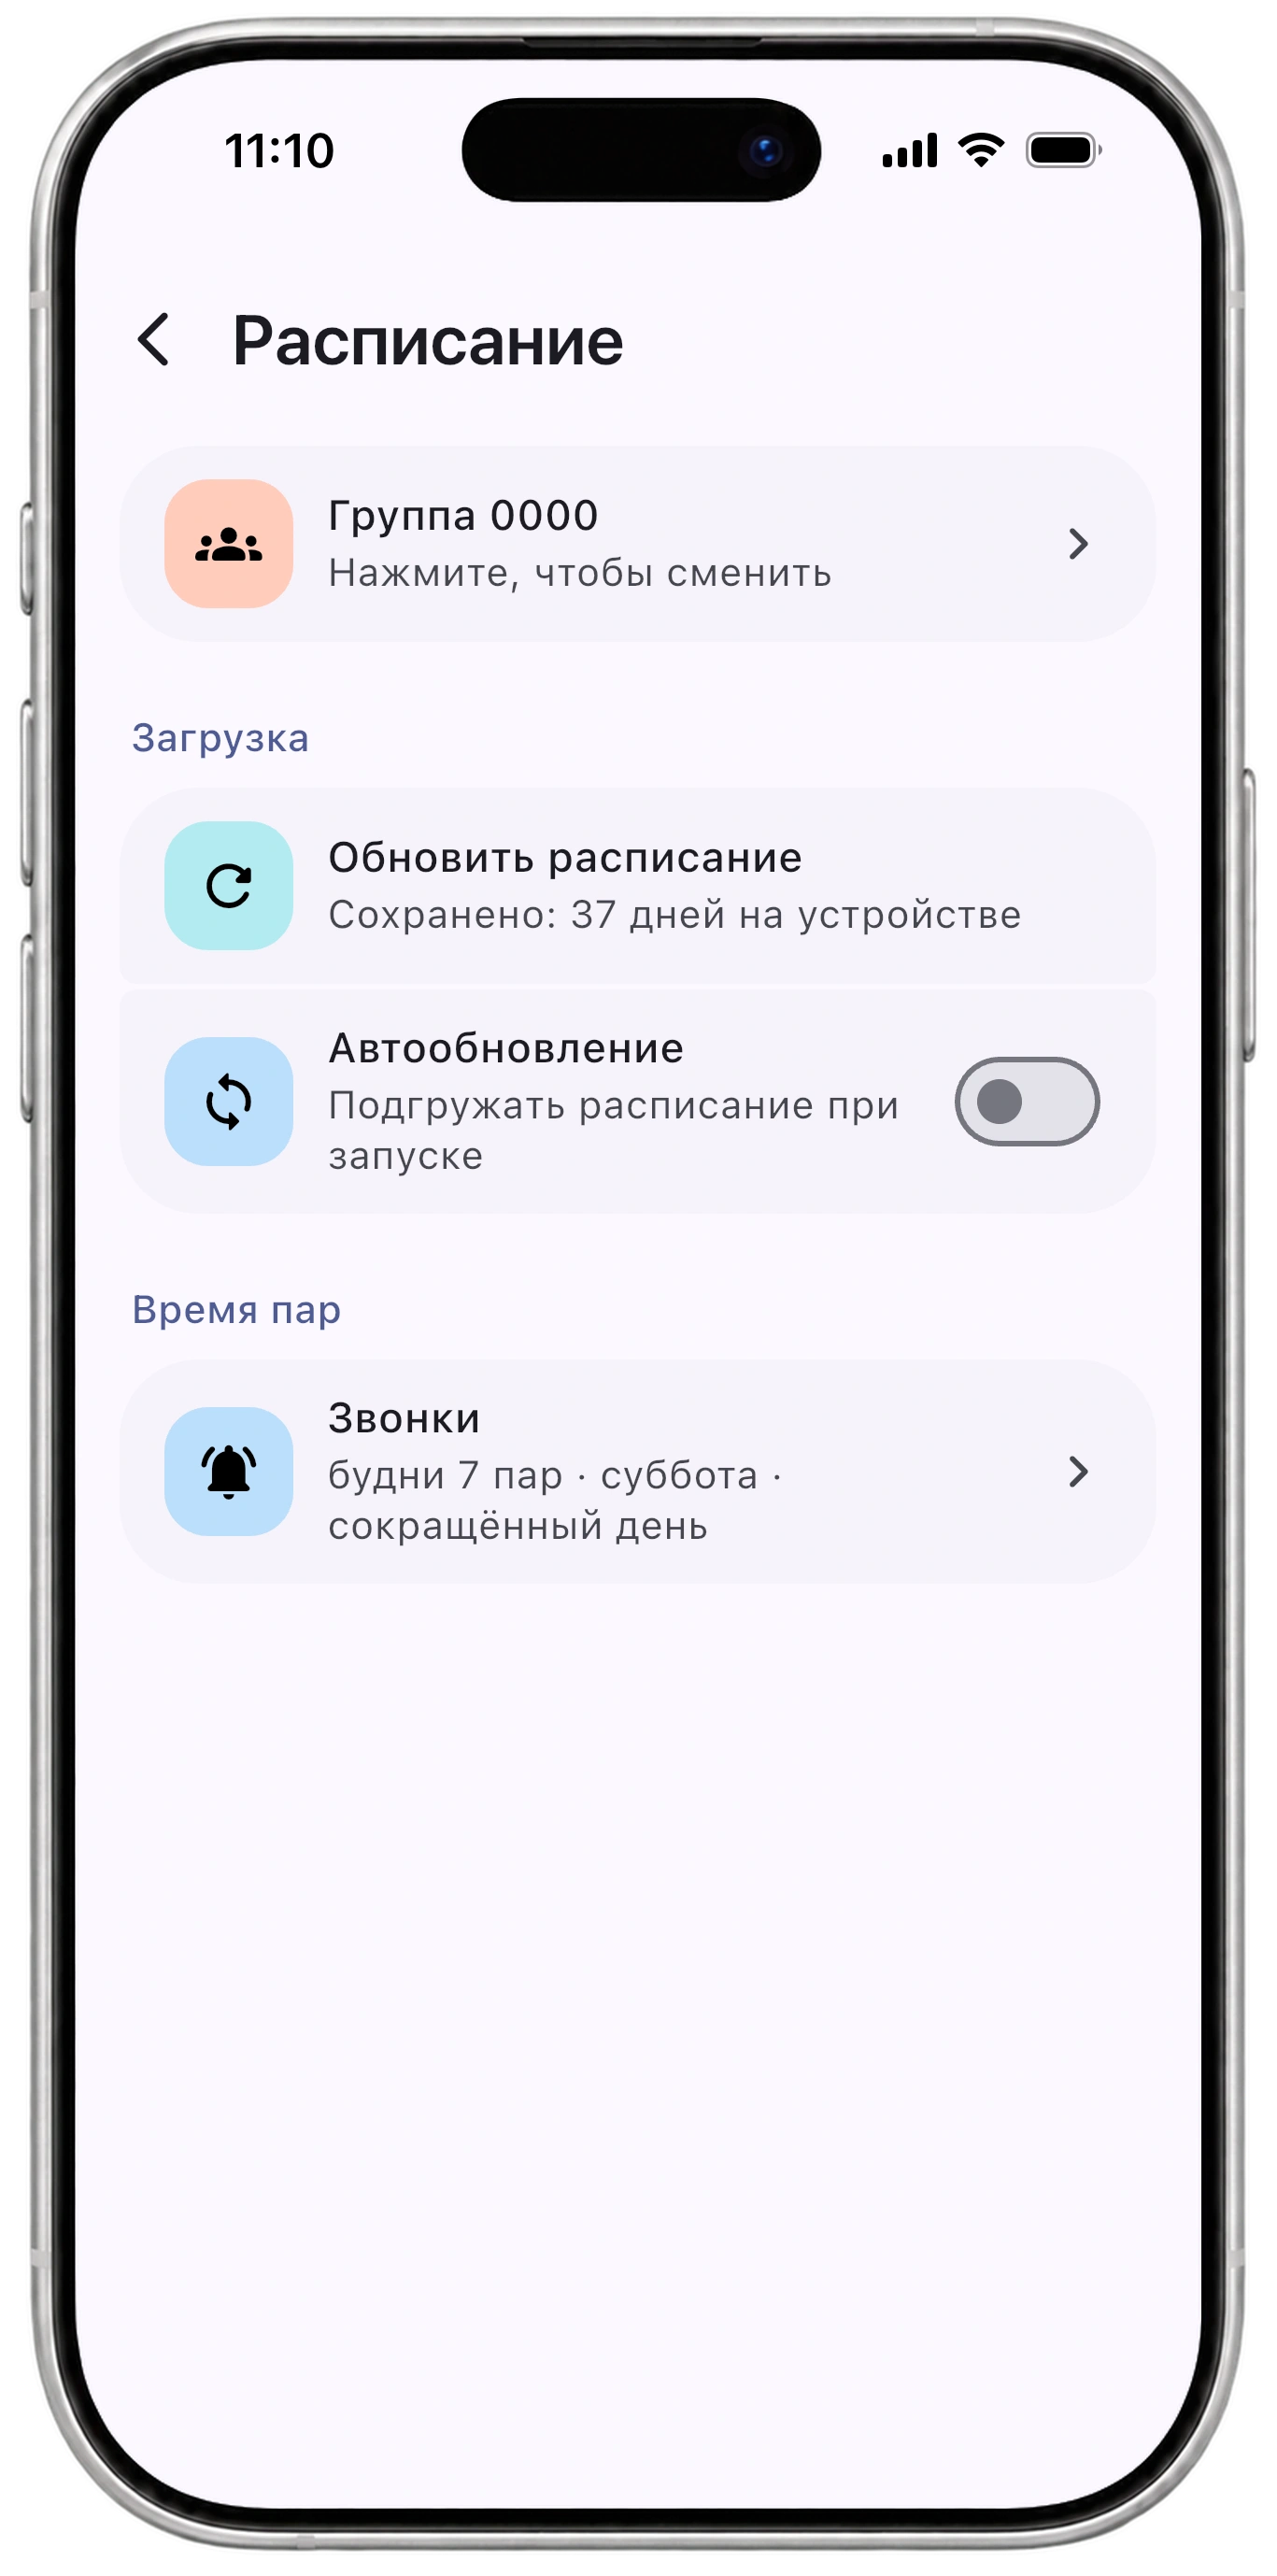 11:10
Расписание
Группа 0000
Нажмите, чтобы сменить
Загрузка
Обновить расписание
Сохранено: 37 дней на устройстве
Автообновление
Подгружать расписание при
запуске
Время пар
Звонки
будни 7 пар · суббота ·
сокращённый день